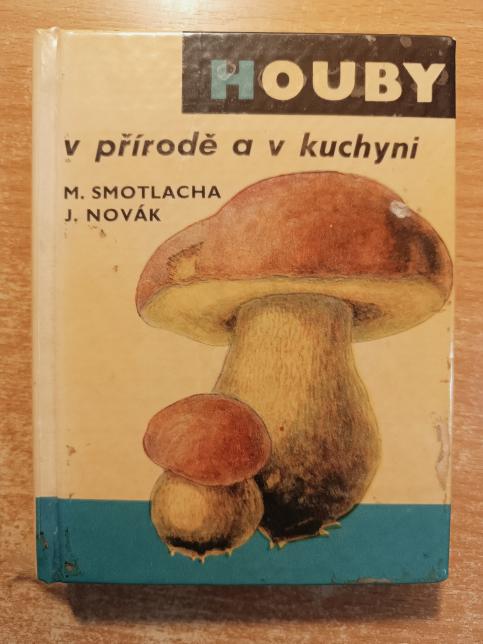 HOUBY
v přírodě a v kuchyni
M. SMOTLACHA
J. NOVÁK